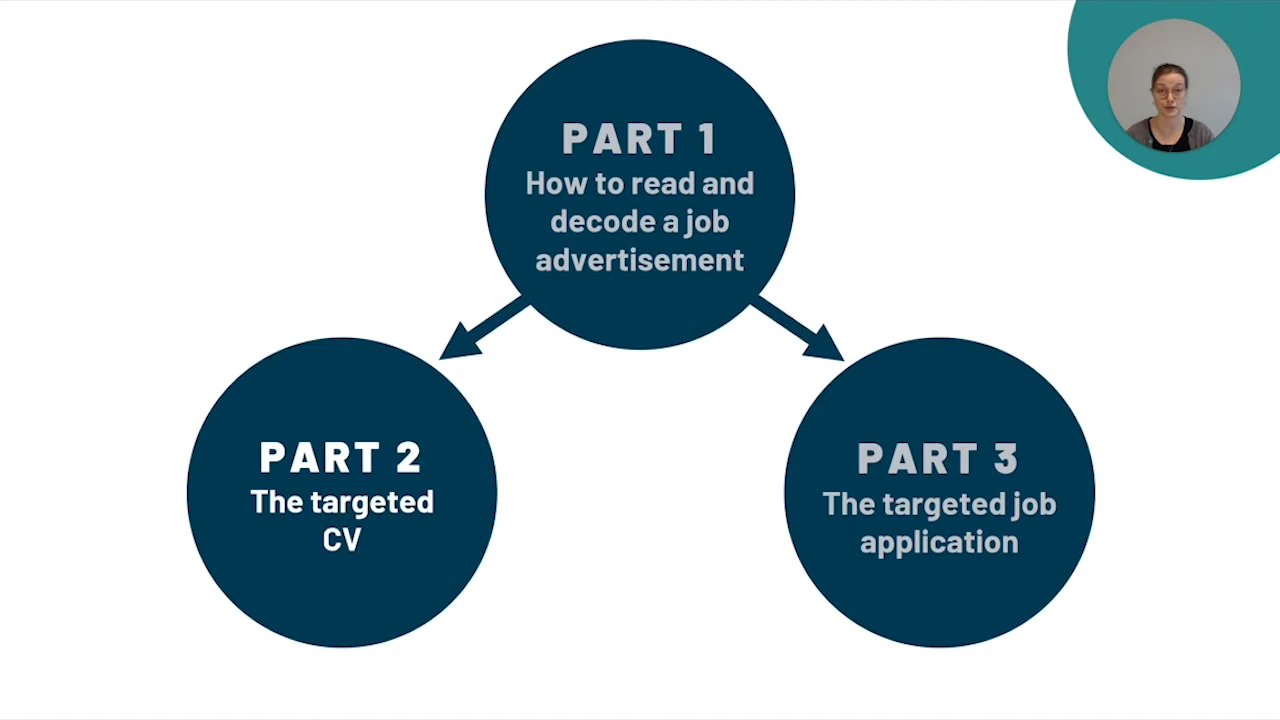 PART 1
How to read and
decode a job
advertisement
PART 2
The targeted
CV
PART 3
The targeted job
application